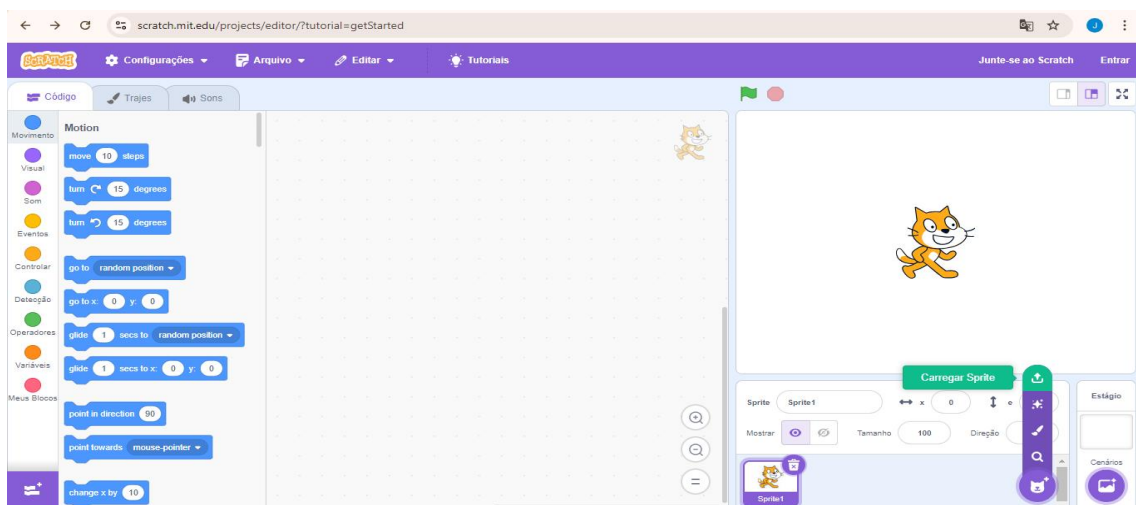 scratch.mit.edu/projects/editor/?tutorial=getStarted
J
SCRATCH Configurações Arquivo Editar Tutoriais Junte-se ao Scratch Entrar
Código Trajes Sons
Movimento
Visual
Som
Eventos
Controlar
Detecção
Operadores
Variáveis
Meus Blocos
Motion
move 10 steps
turn 15 degrees
turn 15 degrees
go to random position
go to x: 0 y: 0
glide 1 secs to random position
glide 1 secs to x: 0 y: 0
point in direction 90
point towards mouse-pointer
change x by 10
Carregar Sprite
Sprite Sprite1 x 0 e
Mostrar Tamanho 100 Direção
Sprite1
Estágio
Cenários